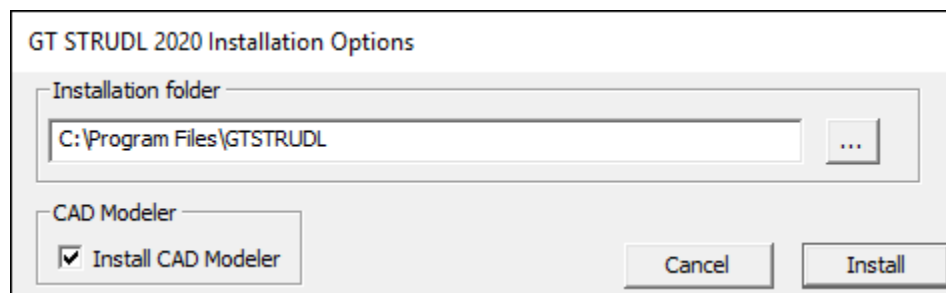 GT STRUDL 2020 Installation Options
Installation folder
C:\Program Files\GTSTRUDL
...
CAD Modeler
Install CAD Modeler
Cancel
Install